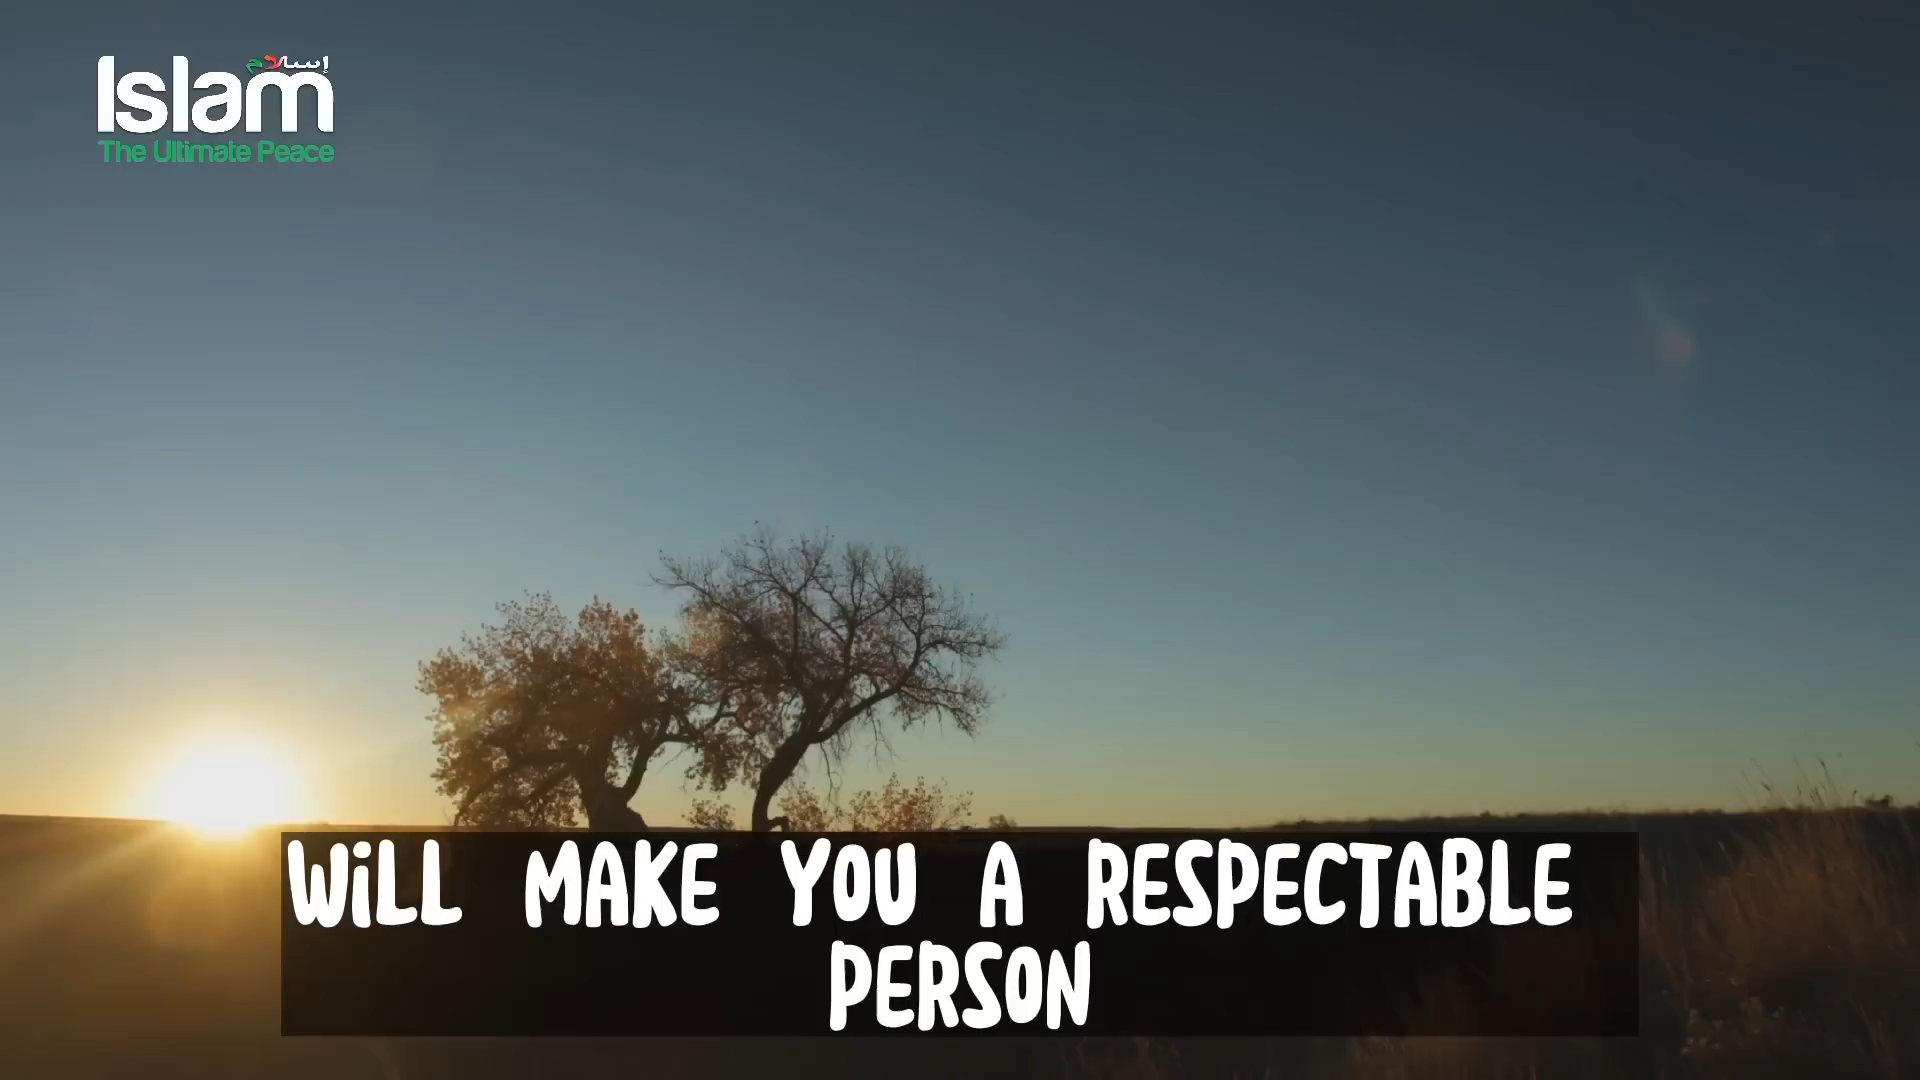 إسلام
Islam
The Ultimate Peace
WiLL MAKE YOU A RESPECTABLE
PERSON